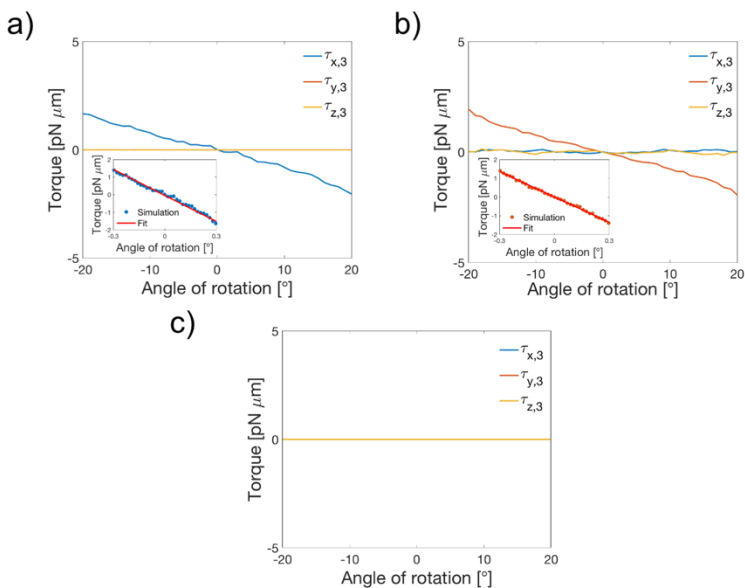 a)
5
0
-5
Torque [pN μm]
τx,3
τy,3
τz,3
2
1
0
-1
-2
Torque [pN μm]
Simulation
Fit
-0.3 0 0.3
Angle of rotation [°]
-20 -10 0 10 20
Angle of rotation [°]
b)
5
0
-5
Torque [pN μm]
τx,3
τy,3
τz,3
2
1
0
-1
-2
Torque [pN μm]
Simulation
Fit
-0.3 0 0.3
Angle of rotation [°]
-20 -10 0 10 20
Angle of rotation [°]
c)
5
0
-5
Torque [pN μm]
τx,3
τy,3
τz,3
-20 -10 0 10 20
Angle of rotation [°]